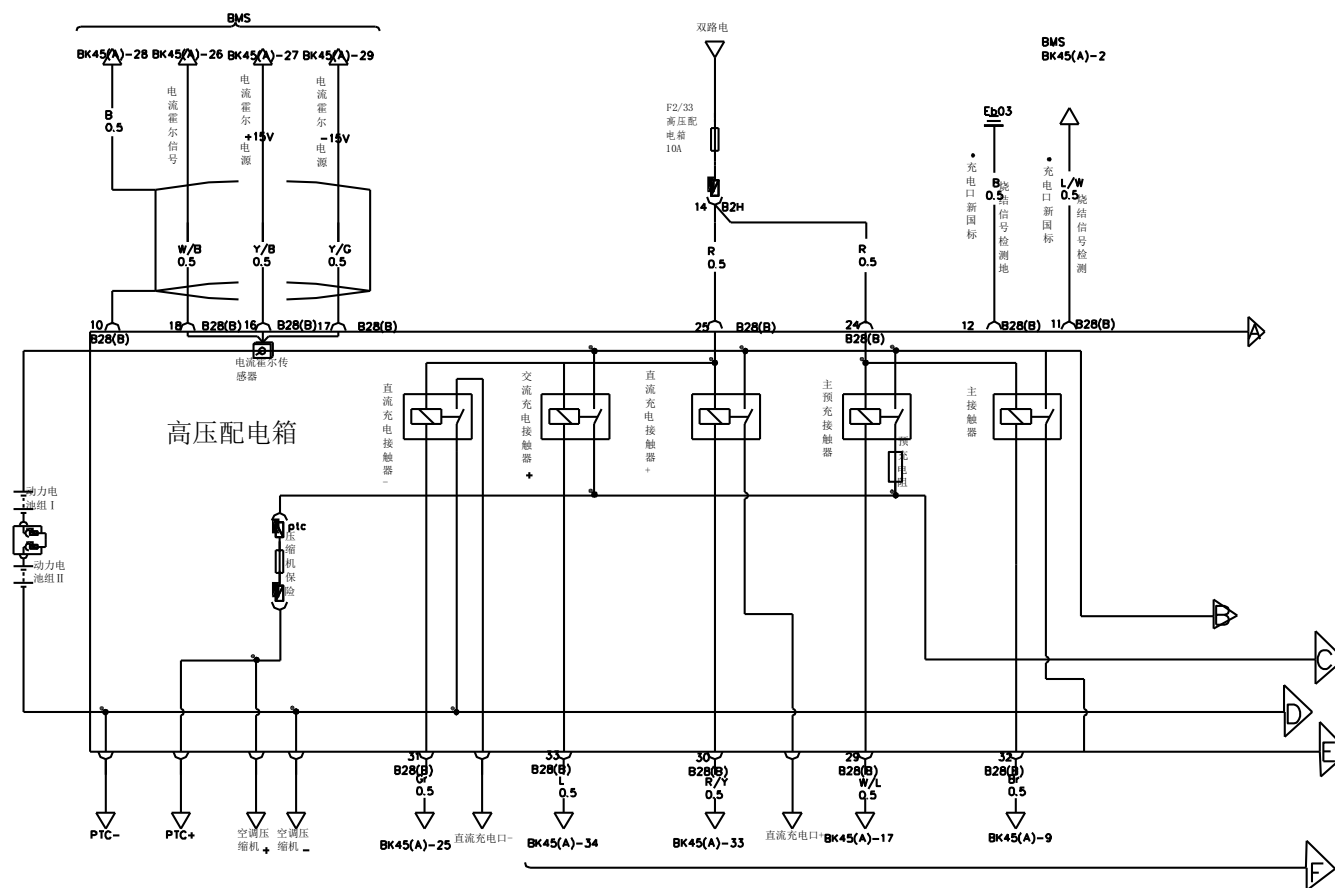 BMS
BK45(A)-28 BK45(A)-26 BK45(A)-27 BK45(A)-29
双路电
BMS
BK45(A)-2
B
0.5
电流霍尔信号
电流霍尔
+15V
电源
电流霍尔
-15V
电源
F2/33
高压配
电箱
10A
14 B2H
Eb03
充电口新国标
B
0.5
烧结信号检测地
充电口新国标
L/W
0.5
烧结信号检测
W/B
0.5
Y/B
0.5
Y/G
0.5
R
0.5
R
0.5
10
B28(B)
18 B28(B)
16 B28(B)
17 B28(B)
25 B28(B)
24
B28(B)
12 B28(B)
11 B28(B)
A
电流霍尔传
感器
高压配电箱
直流充电接触器-
交流充电接触器+
直流充电接触器+
主预充接触器
预充电阻
主接触器
动力电
池组Ⅰ
动力电
池组Ⅱ
ptc
压缩机保险
B
C
D
E
F
31
B28(B)
Gr
0.5
33
B28(B)
L
0.5
30
B28(B)
R/Y
0.5
29
B28(B)
W/L
0.5
32
B28(B)
Br
0.5
PTC-
PTC+
空调压
缩机+
空调压
缩机-
BK45(A)-25
直流充电口-
BK45(A)-34
BK45(A)-33
直流充电口+
BK45(A)-17
BK45(A)-9